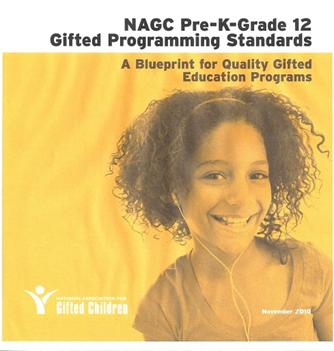 NAGC Pre-K-Grade 12
Gifted Programming Standards
A Blueprint for Quality Gifted
Education Programs
NATIONAL ASSOCIATION FOR
Gifted Children
November 2010